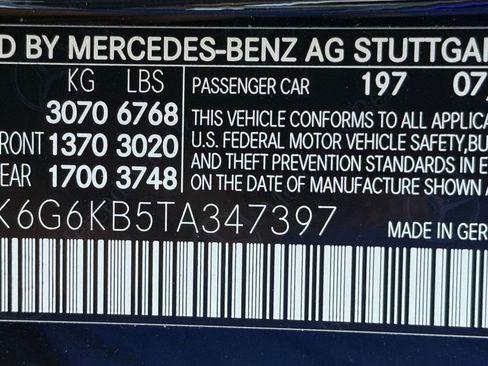 D BY MERCEDES-BENZ AG STUTTGA
KG LBS
PASSENGER CAR 197 07
3070 6768
THIS VEHICLE CONFORMS TO ALL APPLICA
FRONT 1370 3020
U.S. FEDERAL MOTOR VEHICLE SAFETY, BU
AND THEFT PREVENTION STANDARDS IN E
EAR 1700 3748
ON THE DATE OF MANUFACTURE SHOWN A
K6G6KB5TA347397
MADE IN GER